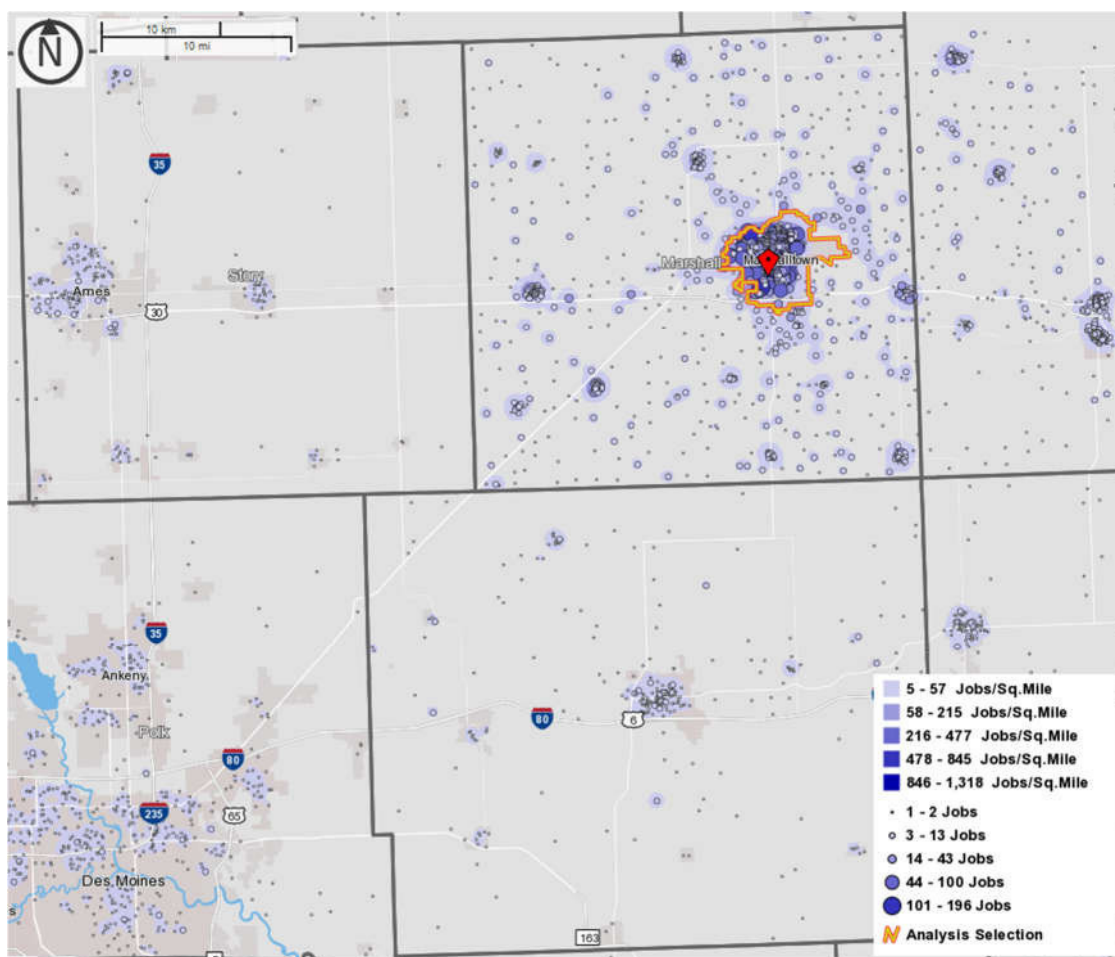 N
10 km
10 mi
35
Ames
Story
30
Marshall
Marshalltown
35
Ankeny
Polk
80
65
235
Des Moines
80
6
163
5 - 57 Jobs/Sq.Mile
58 - 215 Jobs/Sq.Mile
216 - 477 Jobs/Sq.Mile
478 - 845 Jobs/Sq.Mile
846 - 1,318 Jobs/Sq.Mile
1 - 2 Jobs
3 - 13 Jobs
14 - 43 Jobs
44 - 100 Jobs
101 - 196 Jobs
Analysis Selection